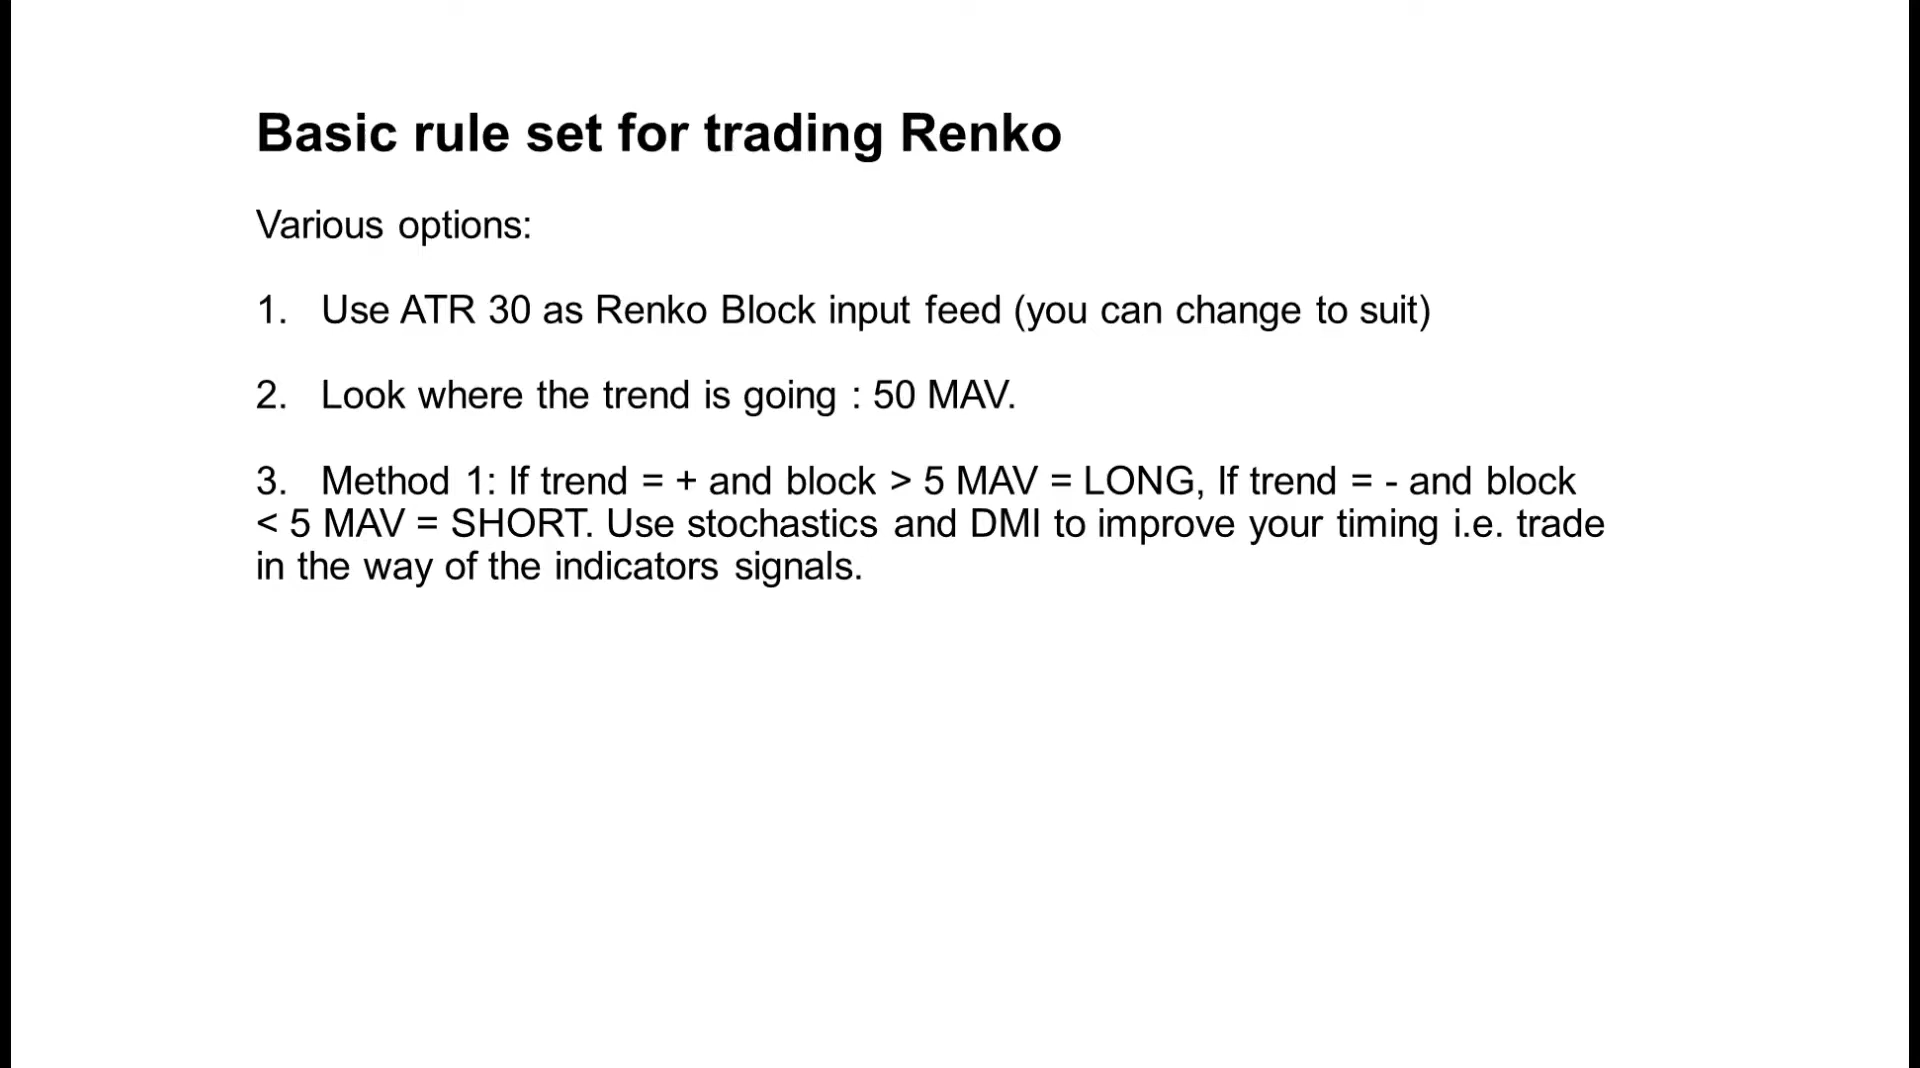 Basic rule set for trading Renko
Various options:
1. Use ATR 30 as Renko Block input feed (you can change to suit)
2. Look where the trend is going : 50 MAV.
3. Method 1: If trend = + and block > 5 MAV = LONG, If trend = - and block
< 5 MAV = SHORT. Use stochastics and DMI to improve your timing i.e. trade
in the way of the indicators signals.